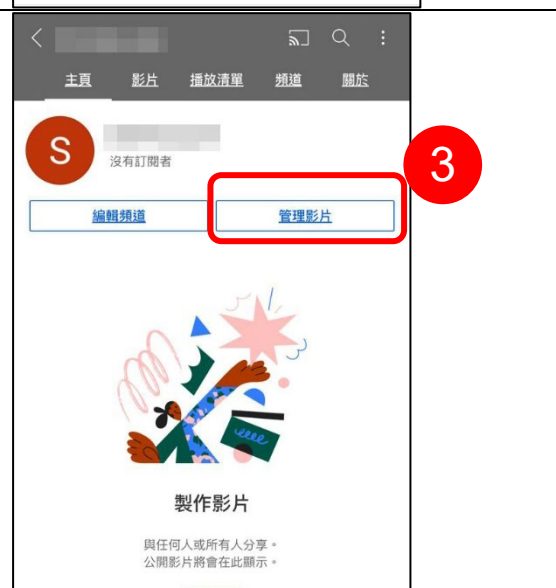 主頁 影片 播放清單 頻道 關於
S
沒有訂閱者
3
編輯頻道 管理影片
製作影片
與任何人或所有人分享。
公開影片將會在此顯示。